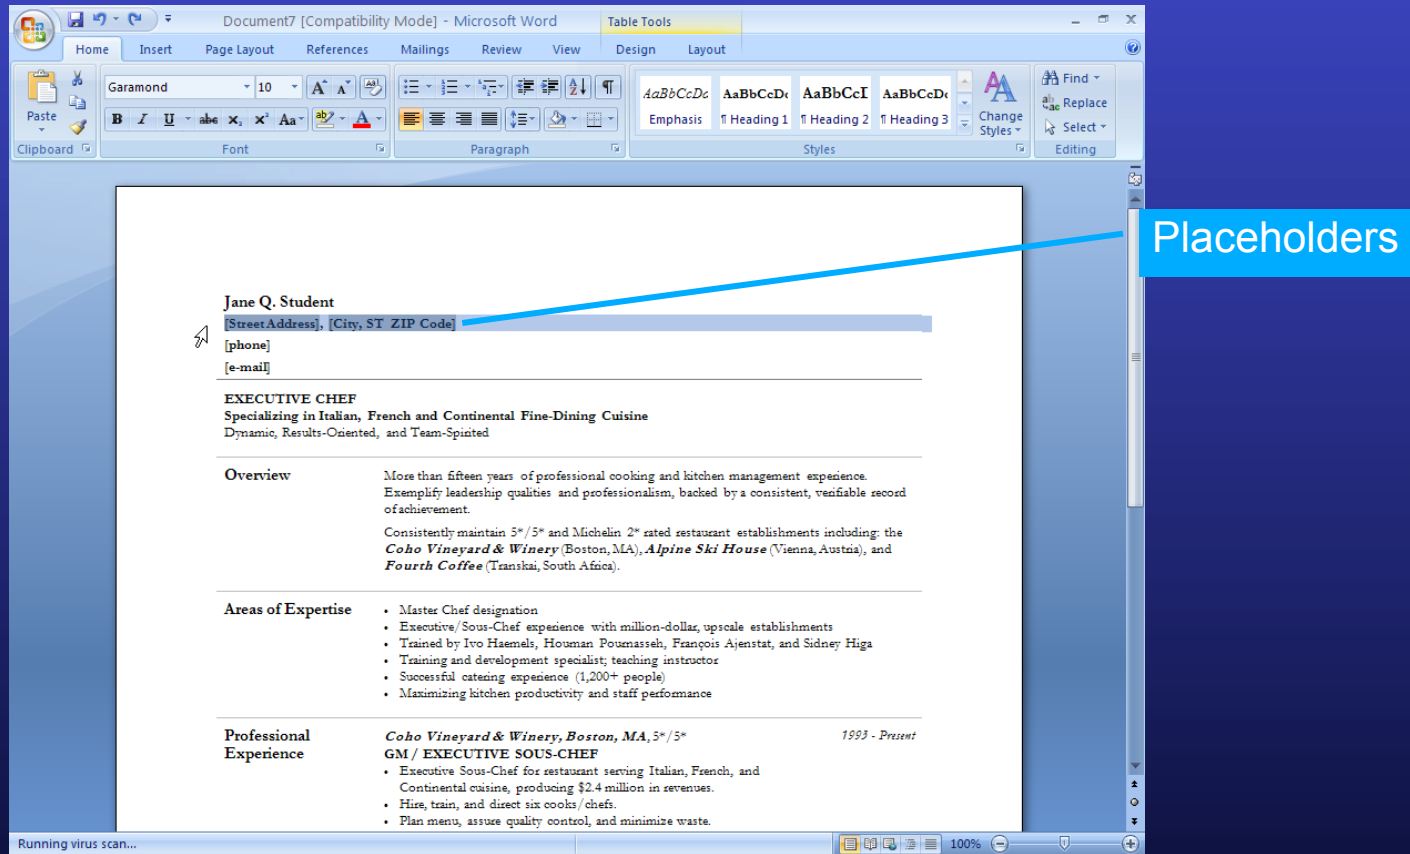 Document7 [Compatibility Mode] - Microsoft Word
Table Tools
Home Insert Page Layout References Mailings Review View Design Layout
Garamond 10
AaBbCcDc AaBbCcDc AaBbCcI AaBbCcDc
Emphasis ¶ Heading 1 ¶ Heading 2 ¶ Heading 3
Paste
B I U abc X₂ X² Aa ab A
Change Styles
Find
Replace
Select
Clipboard Font Paragraph Styles Editing
Placeholders
Jane Q. Student
[Street Address], [City, ST ZIP Code]
[phone]
[e-mail]
EXECUTIVE CHEF
Specializing in Italian, French and Continental Fine-Dining Cuisine
Dynamic, Results-Oriented, and Team-Spirited
Overview
More than fifteen years of professional cooking and kitchen management experience.
Exemplify leadership qualities and professionalism, backed by a consistent, verifiable record
of achievement.
Consistently maintain 5*/5* and Michelin 2* rated restaurant establishments including: the
Coho Vineyard & Winery (Boston, MA), Alpine Ski House (Vienna, Austria), and
Fourth Coffee (Transkai, South Africa).
Areas of Expertise
• Master Chef designation
• Executive/Sous-Chef experience with million-dollar, upscale establishments
• Trained by Ivo Haemels, Houman Pournasseh, François Ajenstat, and Sidney Higa
• Training and development specialist; teaching instructor
• Successful catering experience (1,200+ people)
• Maximizing kitchen productivity and staff performance
Professional
Experience
Coho Vineyard & Winery, Boston, MA, 5*/5* 1993 - Present
GM / EXECUTIVE SOUS-CHEF
• Executive Sous-Chef for restaurant serving Italian, French, and
Continental cuisine, producing $2.4 million in revenues.
• Hire, train, and direct six cooks/chefs.
• Plan menu, assure quality control, and minimize waste.
Running virus scan...
100%